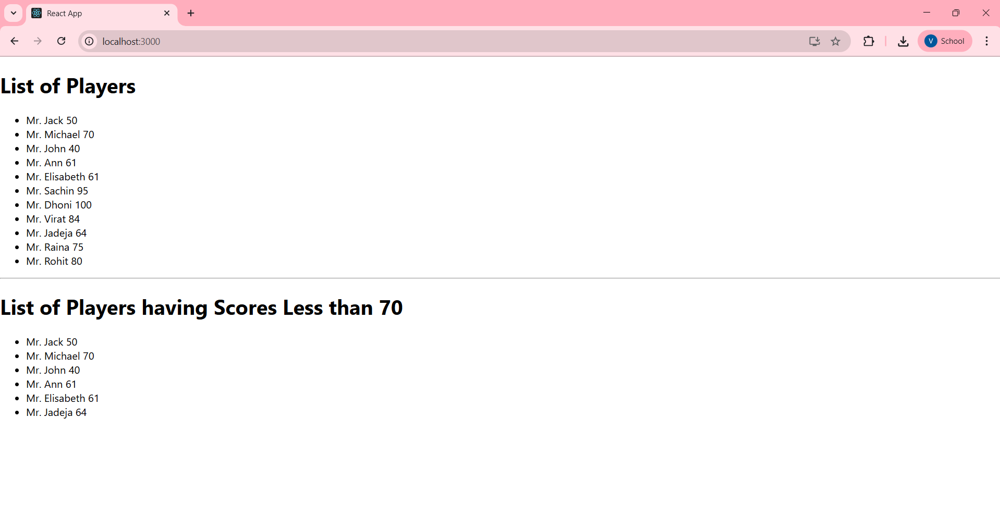 React App
localhost:3000
V School
List of Players
Mr. Jack 50
Mr. Michael 70
Mr. John 40
Mr. Ann 61
Mr. Elisabeth 61
Mr. Sachin 95
Mr. Dhoni 100
Mr. Virat 84
Mr. Jadeja 64
Mr. Raina 75
Mr. Rohit 80
List of Players having Scores Less than 70
Mr. Jack 50
Mr. Michael 70
Mr. John 40
Mr. Ann 61
Mr. Elisabeth 61
Mr. Jadeja 64